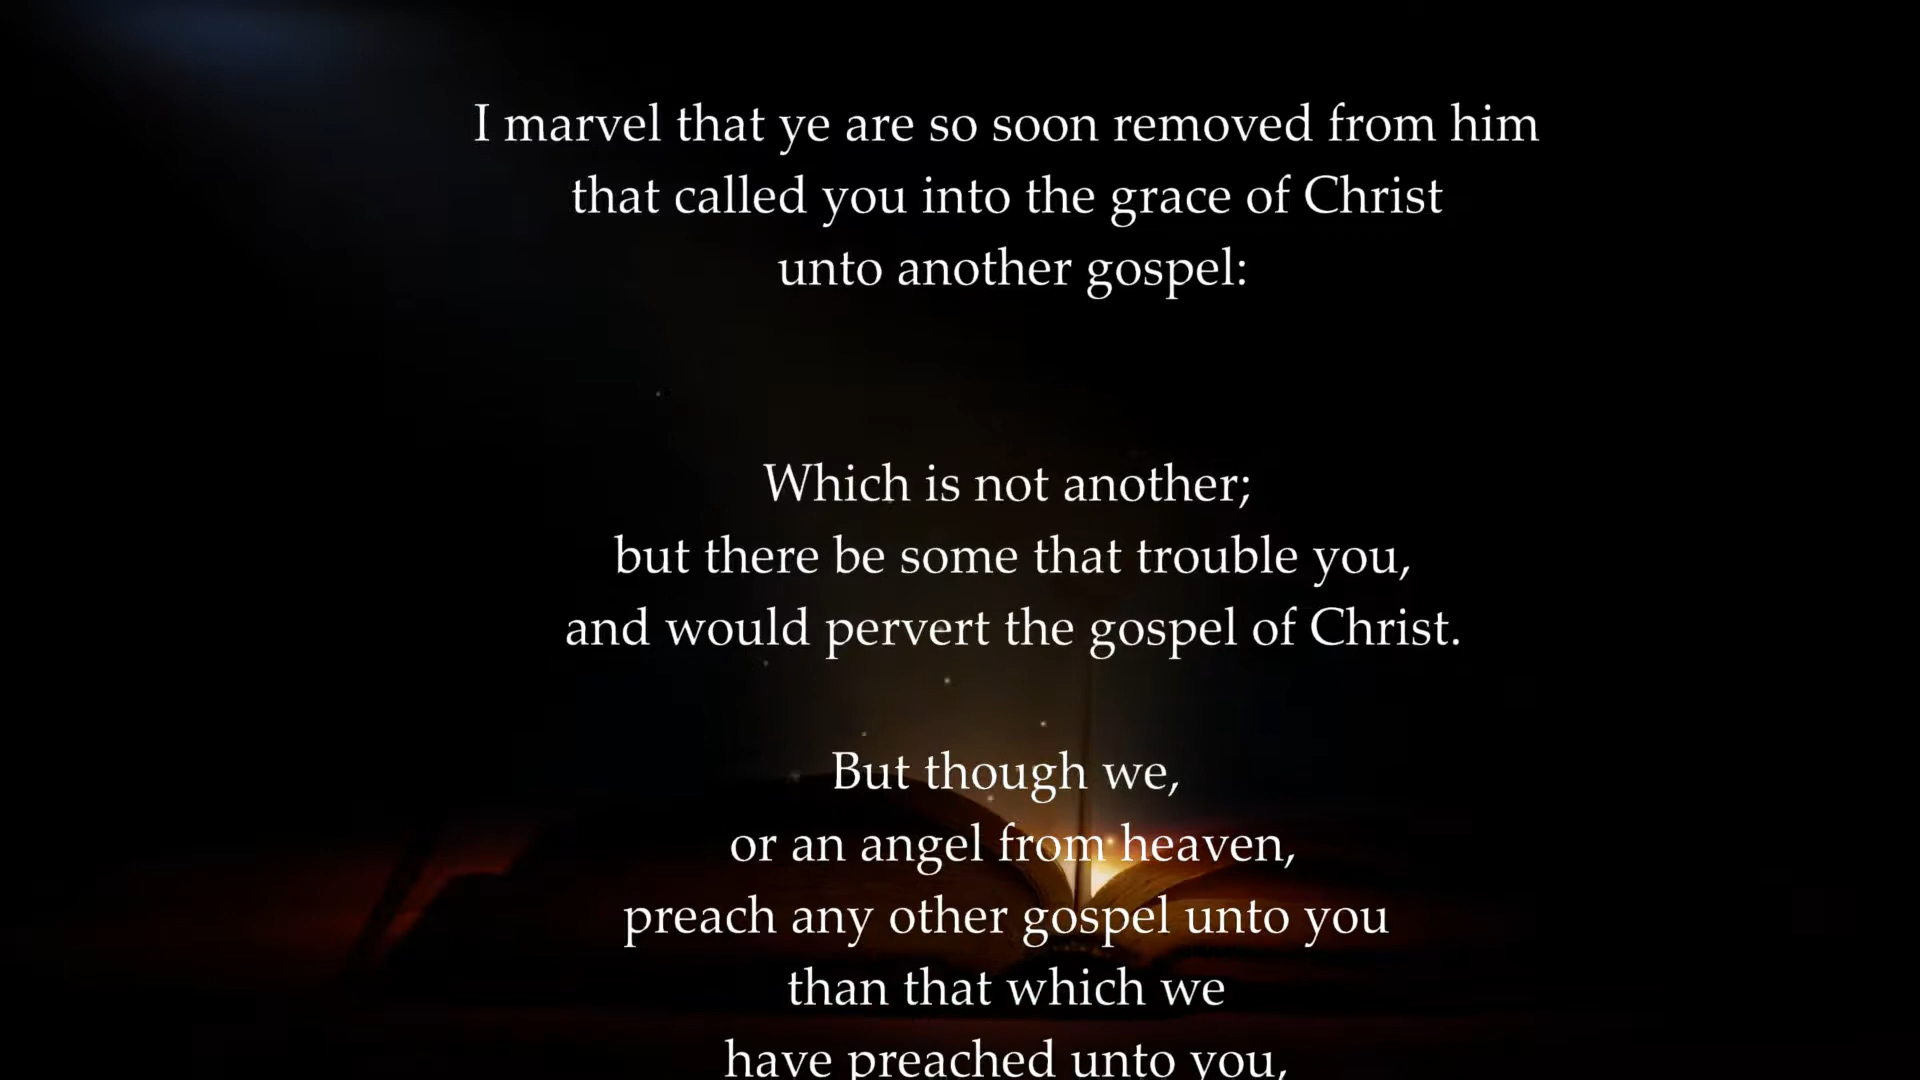 I marvel that ye are so soon removed from him
that called you into the grace of Christ
unto another gospel:
Which is not another;
but there be some that trouble you,
and would pervert the gospel of Christ.
But though we,
or an angel from heaven,
preach any other gospel unto you
than that which we
have preached unto you,